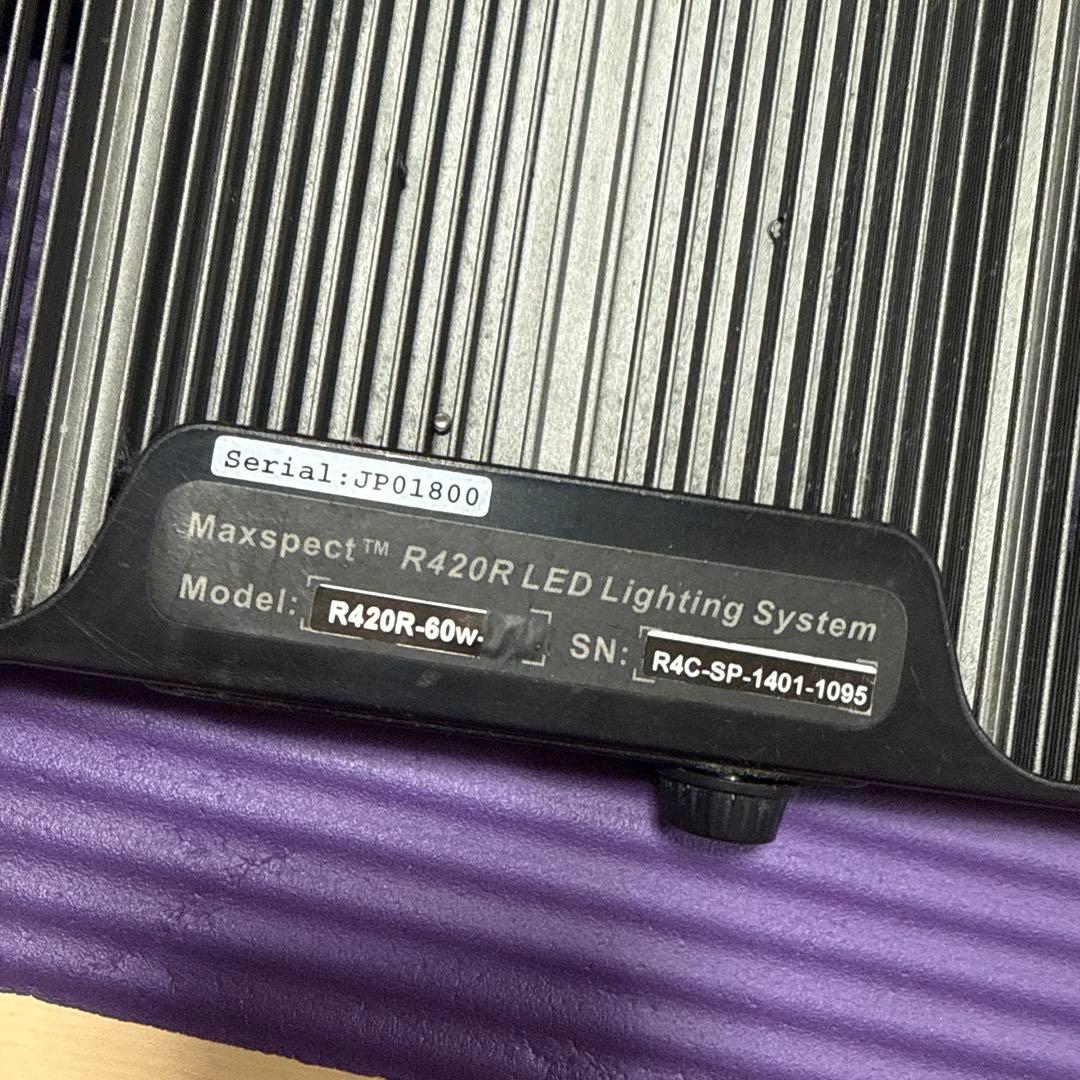 Serial:JP01800
Maxspect™ R420R LED Lighting System
Model: R420R-60w- SN: R4C-SP-1401-1095